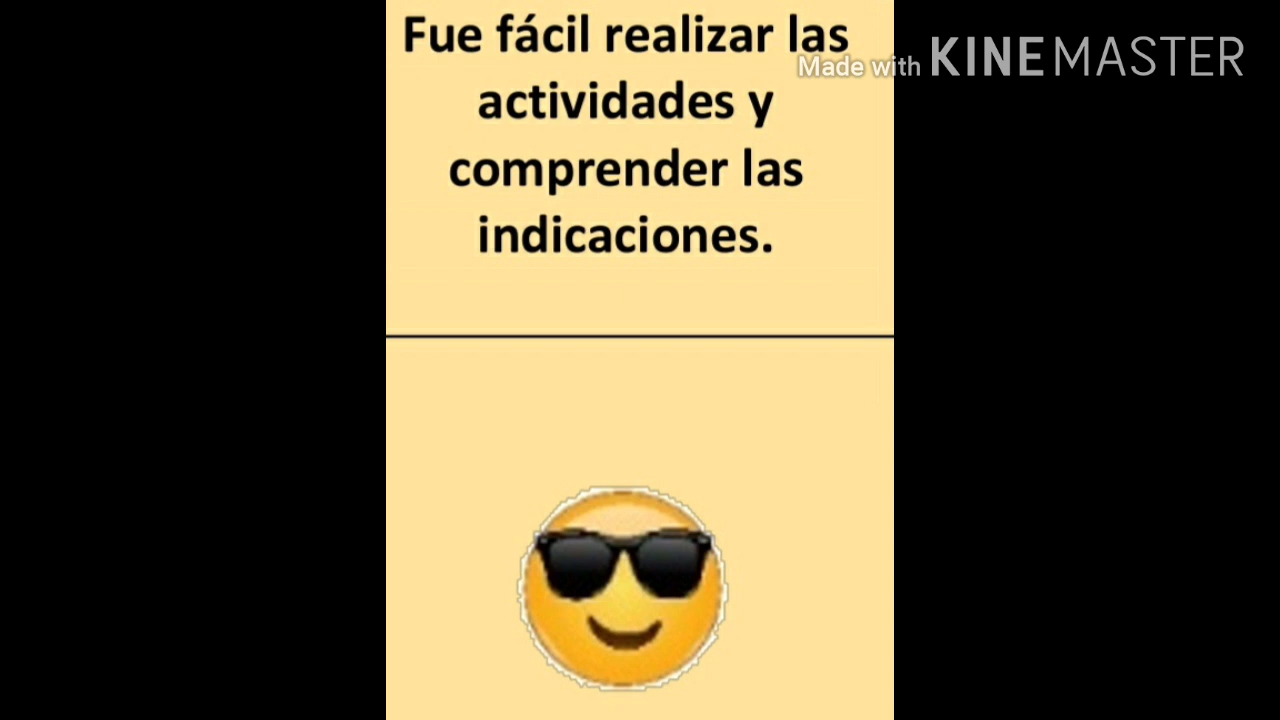 Fue fácil realizar las
actividades y
comprender las
indicaciones.
Made with KINEMASTER